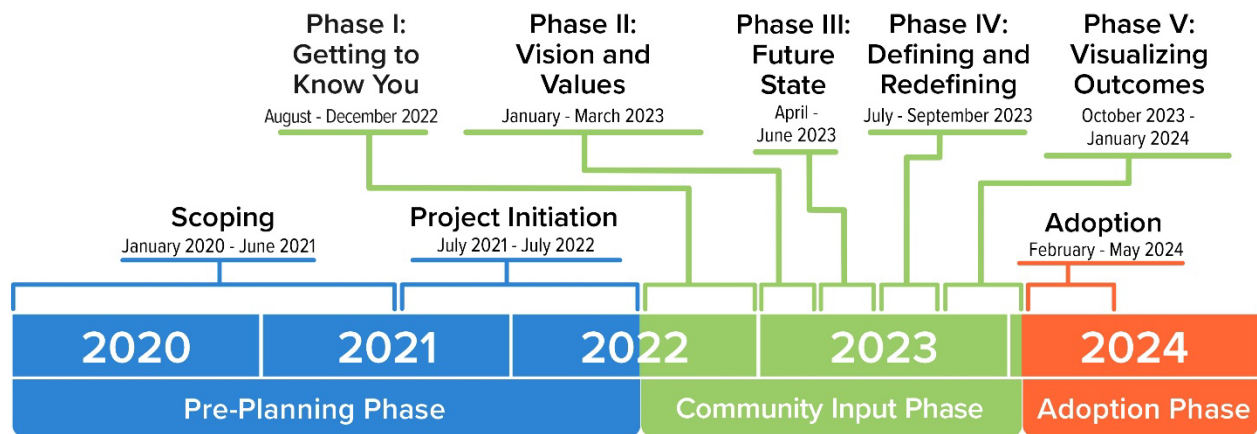 Phase I:
Getting to
Know You
August - December 2022
Phase II:
Vision and
Values
January - March 2023
Phase III:
Future
State
April -
June 2023
Phase IV:
Defining and
Redefining
July - September 2023
Phase V:
Visualizing
Outcomes
October 2023 -
January 2024
Scoping
January 2020 - June 2021
Project Initiation
July 2021 - July 2022
Adoption
February - May 2024
2020
2021
2022
2023
2024
Pre-Planning Phase
Community Input Phase
Adoption Phase